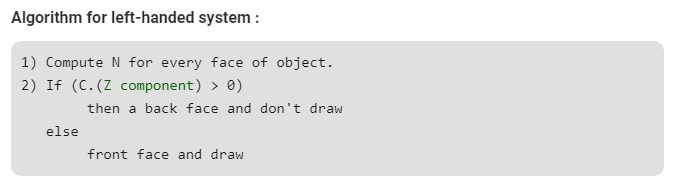 Algorithm for left-handed system :
1) Compute N for every face of object.
2) If (C.(Z component) > 0)
then a back face and don't draw
else
front face and draw